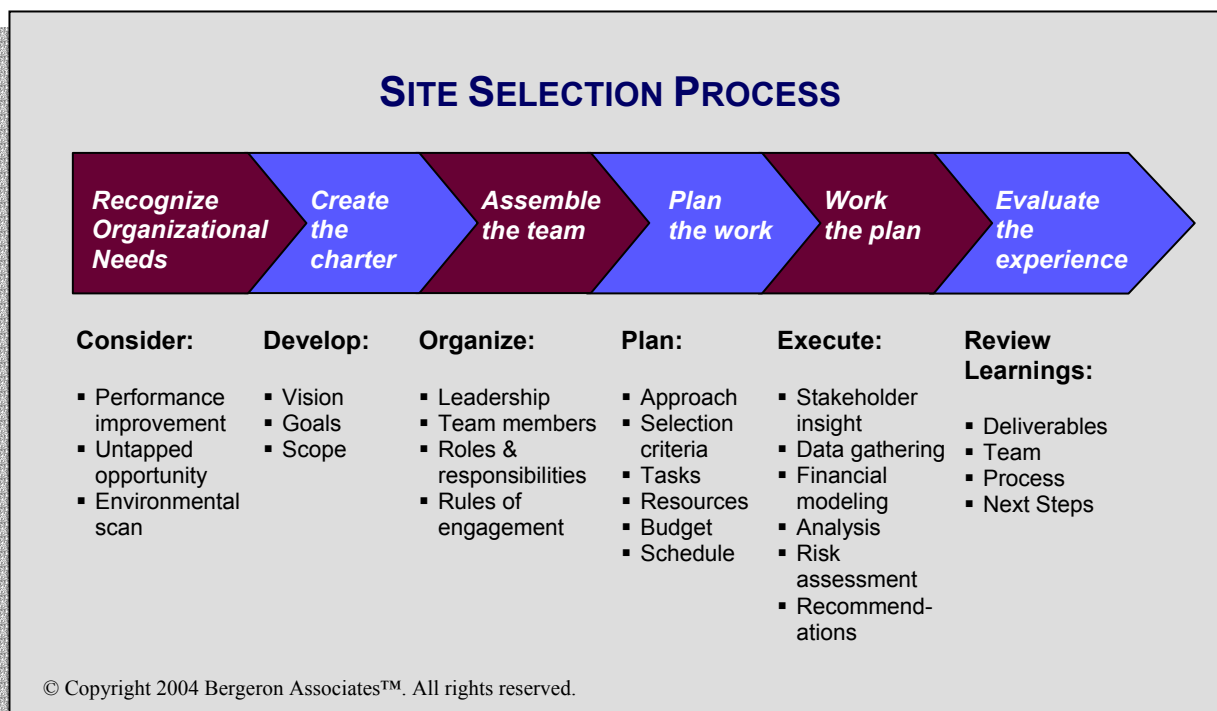 SITE SELECTION PROCESS
Recognize
Organizational
Needs
Create
the
charter
Assemble
the team
Plan
the work
Work
the plan
Evaluate
the
experience
Consider:
▪ Performance
improvement
▪ Untapped
opportunity
▪ Environmental
scan
Develop:
▪ Vision
▪ Goals
▪ Scope
Organize:
▪ Leadership
▪ Team members
▪ Roles &
responsibilities
▪ Rules of
engagement
Plan:
▪ Approach
▪ Selection
criteria
▪ Tasks
▪ Resources
▪ Budget
▪ Schedule
Execute:
▪ Stakeholder
insight
▪ Data gathering
▪ Financial
modeling
▪ Analysis
▪ Risk
assessment
▪ Recommend-
ations
Review
Learnings:
▪ Deliverables
▪ Team
▪ Process
▪ Next Steps
© Copyright 2004 Bergeron Associates™. All rights reserved.